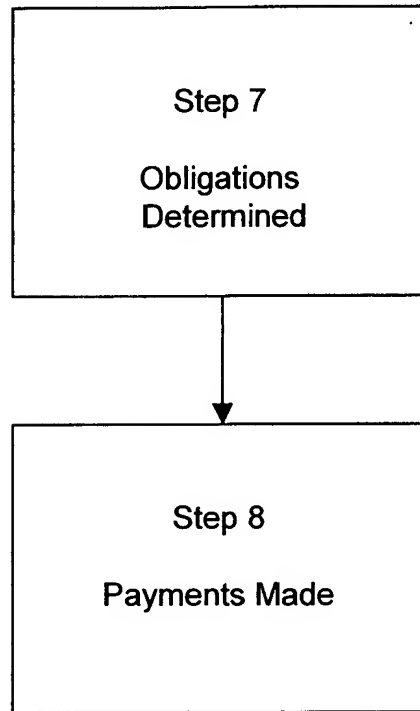 Step 7
Obligations
Determined
Step 8
Payments Made